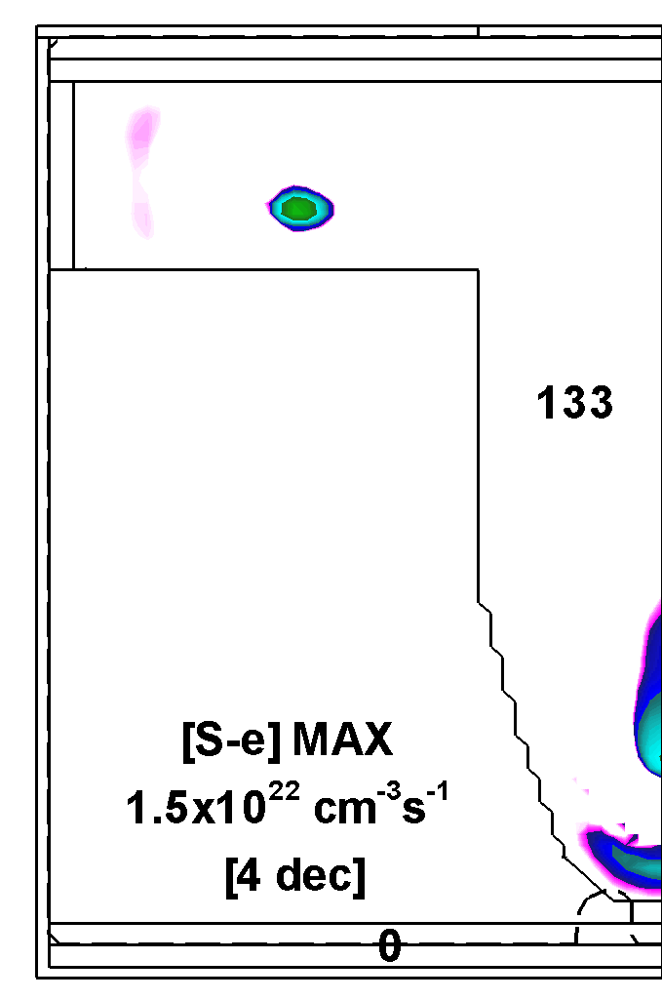 133
[S-e] MAX
1.5x10²² cm⁻³s⁻¹
[4 dec]
0